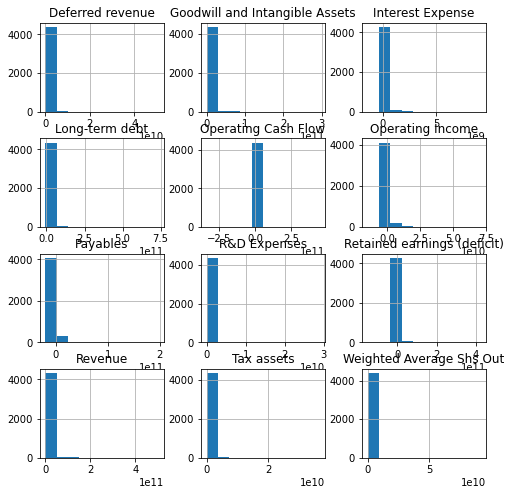 Deferred revenue Goodwill and Intangible Assets Interest Expense
4000 4000 4000
2000 2000 2000
0 0 0
0 2 4 0 1 2 3 0 5
1e10 1e11 1e9
Long-term debt Operating Cash Flow Operating Income
4000 4000 4000
2000 2000 2000
0 0 0
0.0 2.5 5.0 7.5 −2.5 0.0 2.5 0.0 2.5 5.0 7.5
1e11 1e11 1e10
Payables R&D Expenses Retained earnings (deficit)
4000 4000 4000
2000 2000 2000
0 0 0
0 1 2 0 1 2 3 0 2 4
1e11 1e10 1e11
Revenue Tax assets Weighted Average Shs Out
4000 4000 4000
2000 2000 2000
0 0 0
0 2 4 0 2 0 5
1e11 1e10 1e10